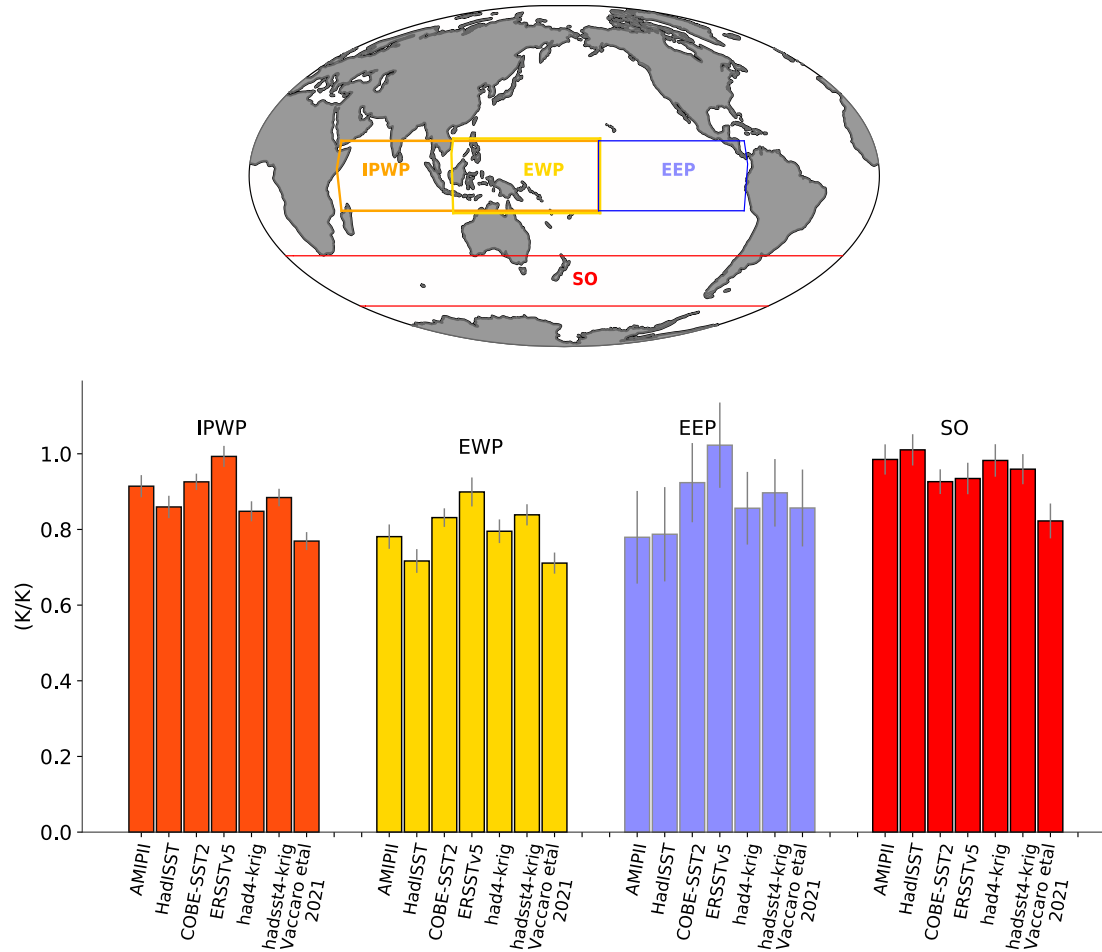 IPWP
EWP
EEP
SO
IPWP
EWP
EEP
SO
(K/K)
1.0
0.8
0.6
0.4
0.2
0.0
AMIPII
HadISST
COBE-SST2
ERSSTv5
had4-krig
hadsst4-krig
Vaccaro etal
2021
AMIPII
HadISST
COBE-SST2
ERSSTv5
had4-krig
hadsst4-krig
Vaccaro etal
2021
AMIPII
HadISST
COBE-SST2
ERSSTv5
had4-krig
hadsst4-krig
Vaccaro etal
2021
AMIPII
HadISST
COBE-SST2
ERSSTv5
had4-krig
hadsst4-krig
Vaccaro etal
2021